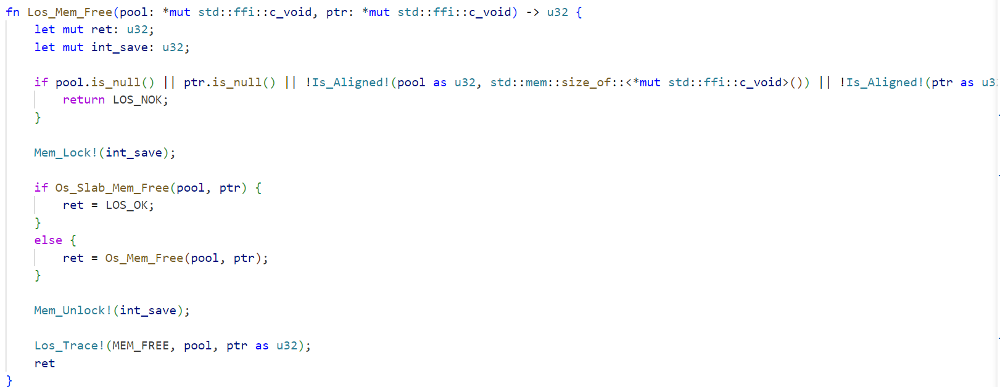 fn Los_Mem_Free(pool: *mut std::ffi::c_void, ptr: *mut std::ffi::c_void) -> u32 {
    let mut ret: u32;
    let mut int_save: u32;

    if pool.is_null() || ptr.is_null() || !Is_Aligned!(pool as u32, std::mem::size_of::<*mut std::ffi::c_void>()) || !Is_Aligned!(ptr as
        return LOS_NOK;
    }

    Mem_Lock!(int_save);

    if Os_Slab_Mem_Free(pool, ptr) {
        ret = LOS_OK;
    }
    else {
        ret = Os_Mem_Free(pool, ptr);
    }

    Mem_Unlock!(int_save);

    Los_Trace!(MEM_FREE, pool, ptr as u32);
    ret
}